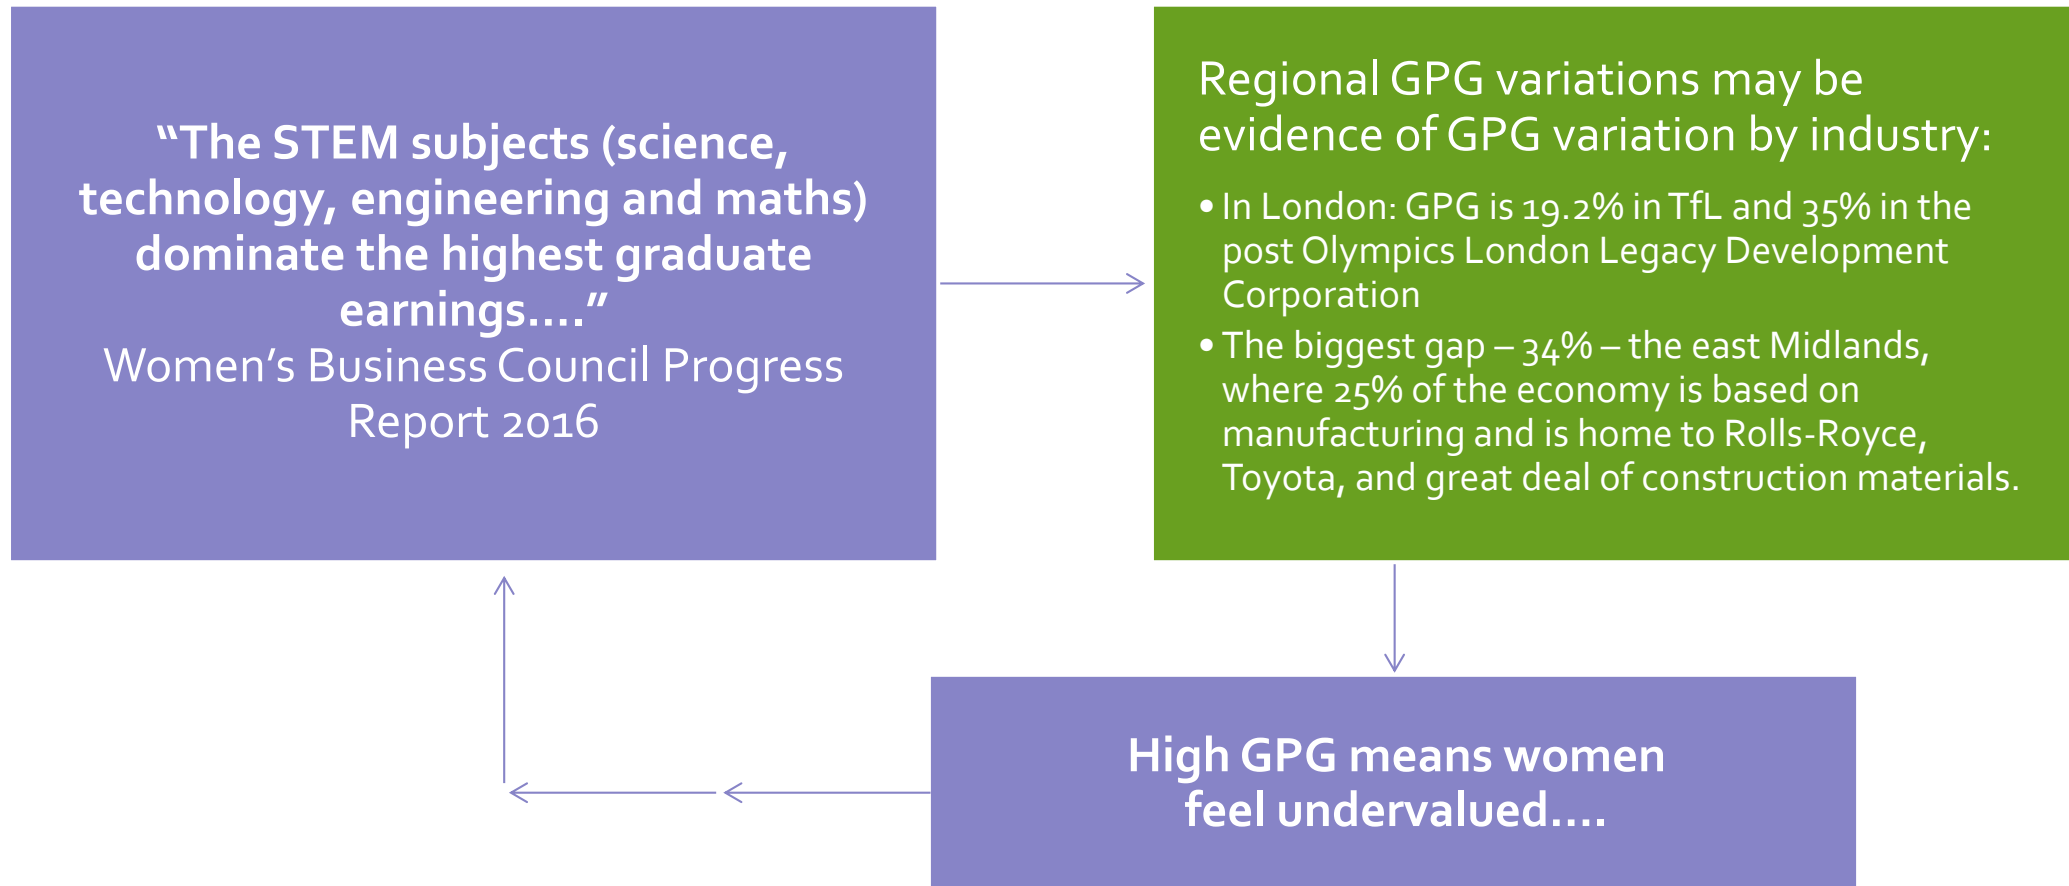 “The STEM subjects (science,
technology, engineering and maths)
dominate the highest graduate
earnings....”
Women’s Business Council Progress
Report 2016
Regional GPG variations may be
evidence of GPG variation by industry:
• In London: GPG is 19.2% in TfL and 35% in the
post Olympics London Legacy Development
Corporation
• The biggest gap – 34% – the east Midlands,
where 25% of the economy is based on
manufacturing and is home to Rolls-Royce,
Toyota, and great deal of construction materials.
High GPG means women
feel undervalued....